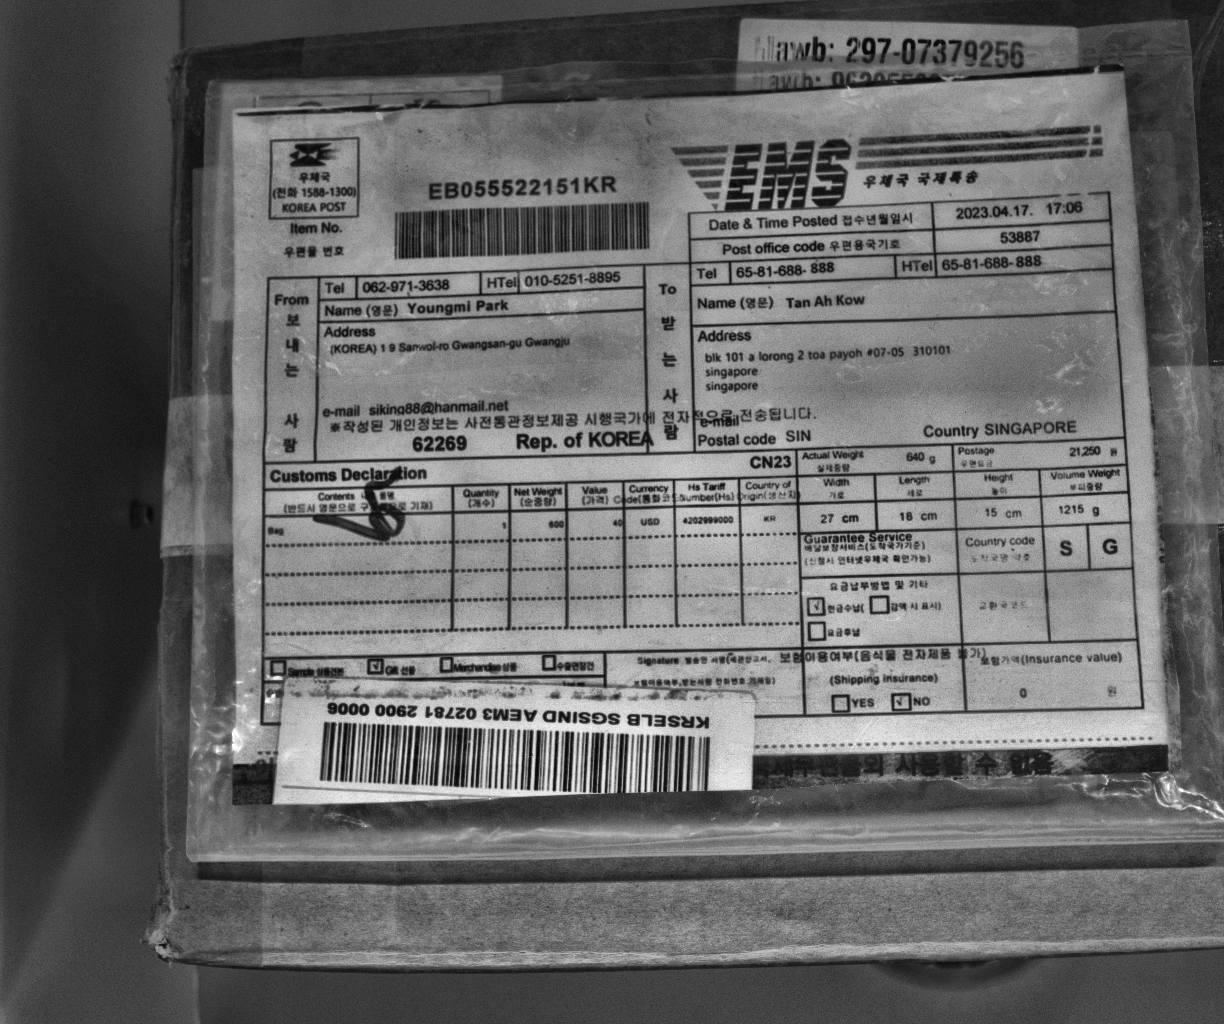 awb: 297-07379256
우체국
(전화 1588-1300)
KOREA POST
Item No.
우편물 번호
EB055522151KR
EMS 우체국 국제특송
Date & Time Posted 접수년월일시 2023.04.17. 17:06
Post office code 우편용국기호 53887
From
보내는 사람
Tel 062-971-3638 HTel 010-5251-8895
Name (영문) Youngmi Park
Address
(KOREA) 1 9 Sanwol-ro Gwangsan-gu Gwangju
e-mail siking88@hanmail.net
※작성된 개인정보는 사전통관정보제공 시행국가에 전자적으로 전송됩니다.
62269 Rep. of KOREA
To
받는 사람
Tel 65-81-688-888 HTel 65-81-688-888
Name (영문) Tan Ah Kow
Address
blk 101 a lorong 2 toa payoh #07-05 310101
singapore
singapore
e-mail
Postal code SIN Country SINGAPORE
Customs Declaration CN23
Contents 내용품명
(반드시 영문으로 구체적으로 기재)
Quantity
(개수)
Net Weight
(순중량)
Value
(가격)
Currency
Code(통화코드)
Hs Tariff
Number(Hs)
Country of
Origin(생산지)
Bag 1 600 40 USD 4202999000 KR
Actual Weight
실제중량
640 g
Postage
우편요금
21,250 원
Width
가로
Length
세로
Height
높이
Volume Weight
부피중량
27 cm 18 cm 15 cm 1215 g
Guarantee Service
배달보장서비스(도착국가기준)
(신청시 인터넷우체국 확인가능)
Country code
도착국명 약호
S G
요금납부방법 및 기타
√ 현금수납( 감액 시 표시)
요금후납
교환국코드
Sample 상품견본 √ Gift 선물 Merchandise 상품
Signature
보험이용여부(음식물 전자제품 불가)
(Shipping insurance)
YES √ NO
보험가액(Insurance value)
0 원
KRSELB SGSIND AEM3 02781 2900 0006
사용할 수 없음